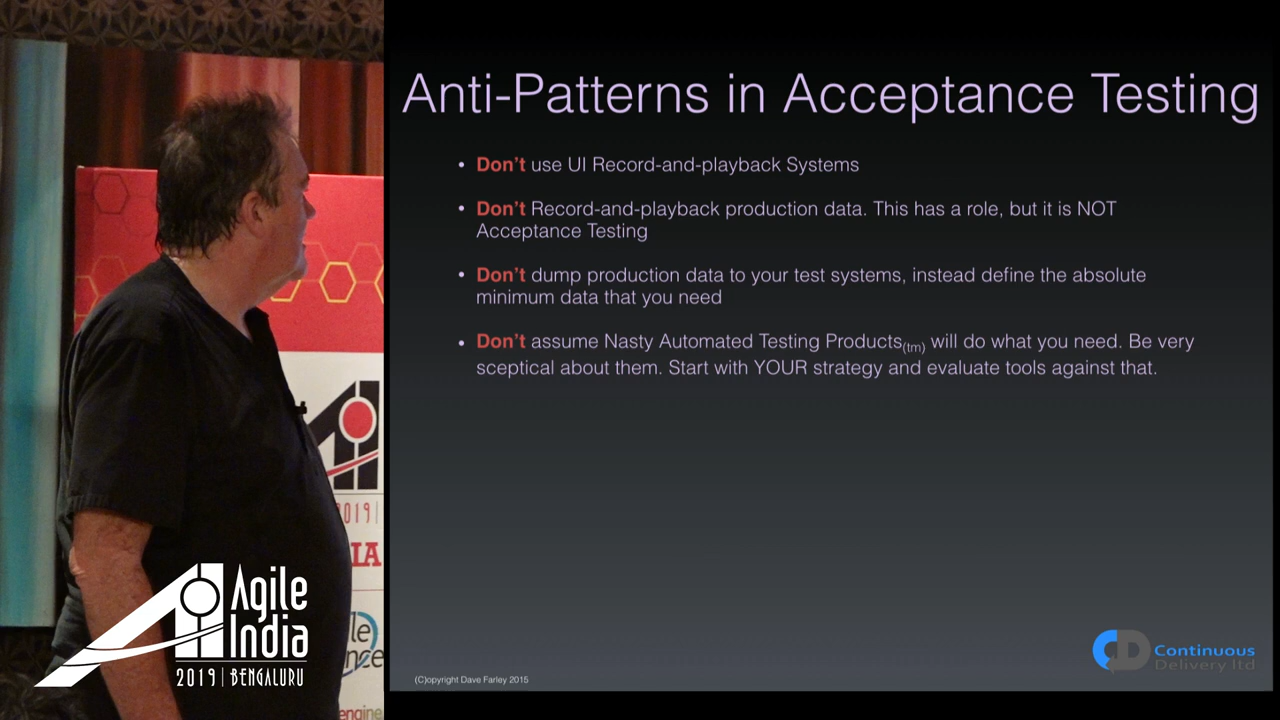 Anti-Patterns in Acceptance Testing
• Don't use UI Record-and-playback Systems
• Don't Record-and-playback production data. This has a role, but it is NOT
Acceptance Testing
• Don't dump production data to your test systems, instead define the absolute
minimum data that you need
• Don't assume Nasty Automated Testing Products(tm) will do what you need. Be very
sceptical about them. Start with YOUR strategy and evaluate tools against that.
(C)opyright Dave Farley 2015
CD Continuous
Delivery ltd
2019 |
Agile
India
2019 | BENGALURU